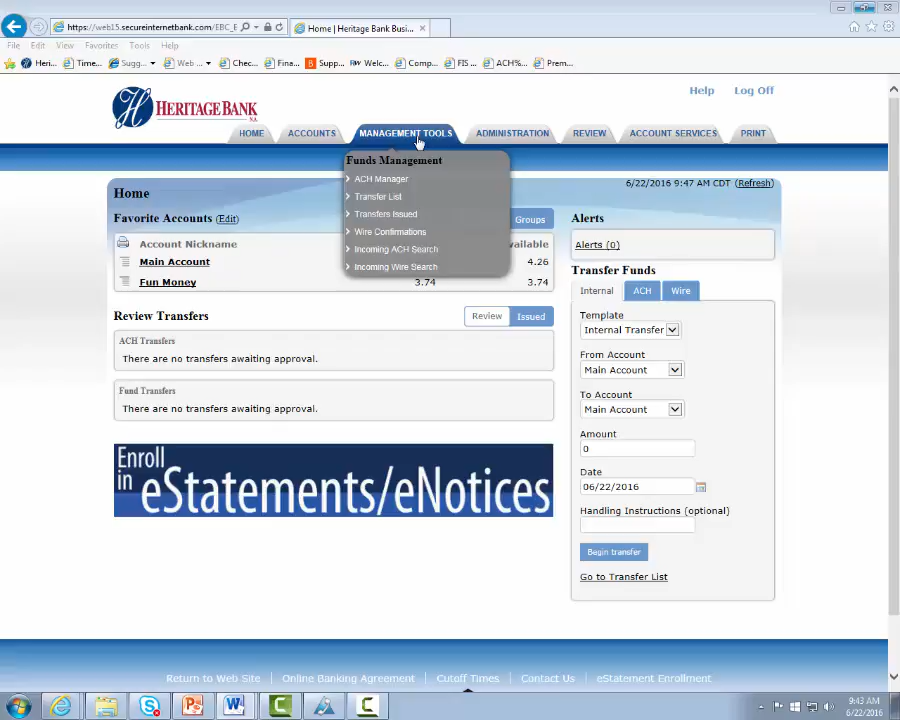 https://web15.secureinternetbank.com/EBC_E
Home | Heritage Bank Busi...
File Edit View Favorites Tools Help
Heri... Time... Sugg... Web ... Chec... Fina... Supp... Welc... Comp... FIS ... ACH%... Prem...
Help Log Off
H HERITAGE BANK N.A.
HOME ACCOUNTS MANAGEMENT TOOLS ADMINISTRATION REVIEW ACCOUNT SERVICES PRINT
Funds Management
ACH Manager
Transfer List
Transfers Issued
Wire Confirmations
Incoming ACH Search
Incoming Wire Search
6/22/2016 9:47 AM CDT (Refresh)
Home
Favorite Accounts (Edit) Groups
Account Nickname vailable
Main Account 4.26
Fun Money 3.74 3.74
Review Transfers Review Issued
ACH Transfers
There are no transfers awaiting approval.
Fund Transfers
There are no transfers awaiting approval.
Enroll in eStatements/eNotices
Alerts
Alerts (0)
Transfer Funds
Internal ACH Wire
Template
Internal Transfer
From Account
Main Account
To Account
Main Account
Amount
0
Date
06/22/2016
Handling Instructions (optional)
Begin transfer
Go to Transfer List
Return to Web Site Online Banking Agreement Cutoff Times Contact Us eStatement Enrollment
9:43 AM
6/22/2016